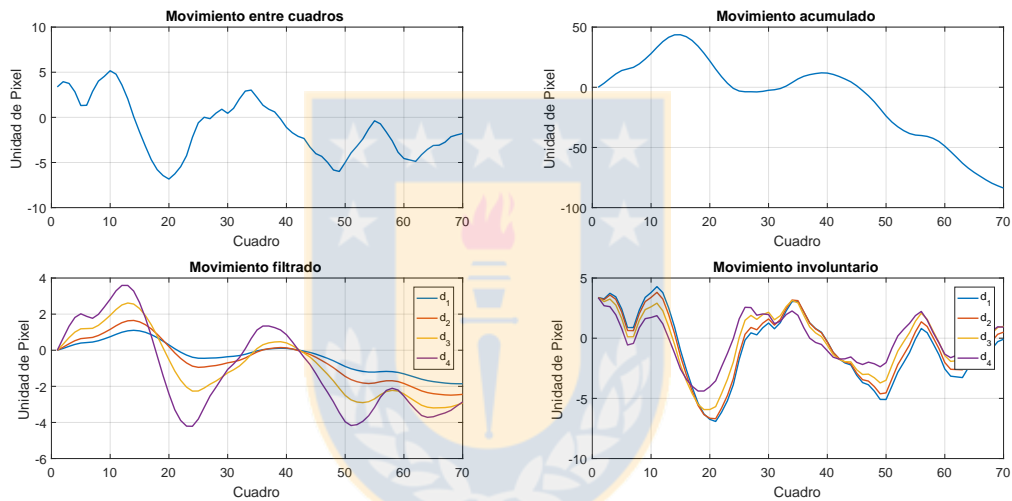 Movimiento entre cuadros
10
5
0
-5
-10
Unidad de Pixel
0 10 20 30 40 50 60 70
Cuadro
Movimiento acumulado
50
0
-50
-100
Unidad de Pixel
0 10 20 30 40 50 60 70
Cuadro
Movimiento filtrado
4
2
0
-2
-4
-6
Unidad de Pixel
0 10 20 30 40 50 60 70
Cuadro
d1
d2
d3
d4
Movimiento involuntario
5
0
-5
-10
Unidad de Pixel
0 10 20 30 40 50 60 70
Cuadro
d1
d2
d3
d4